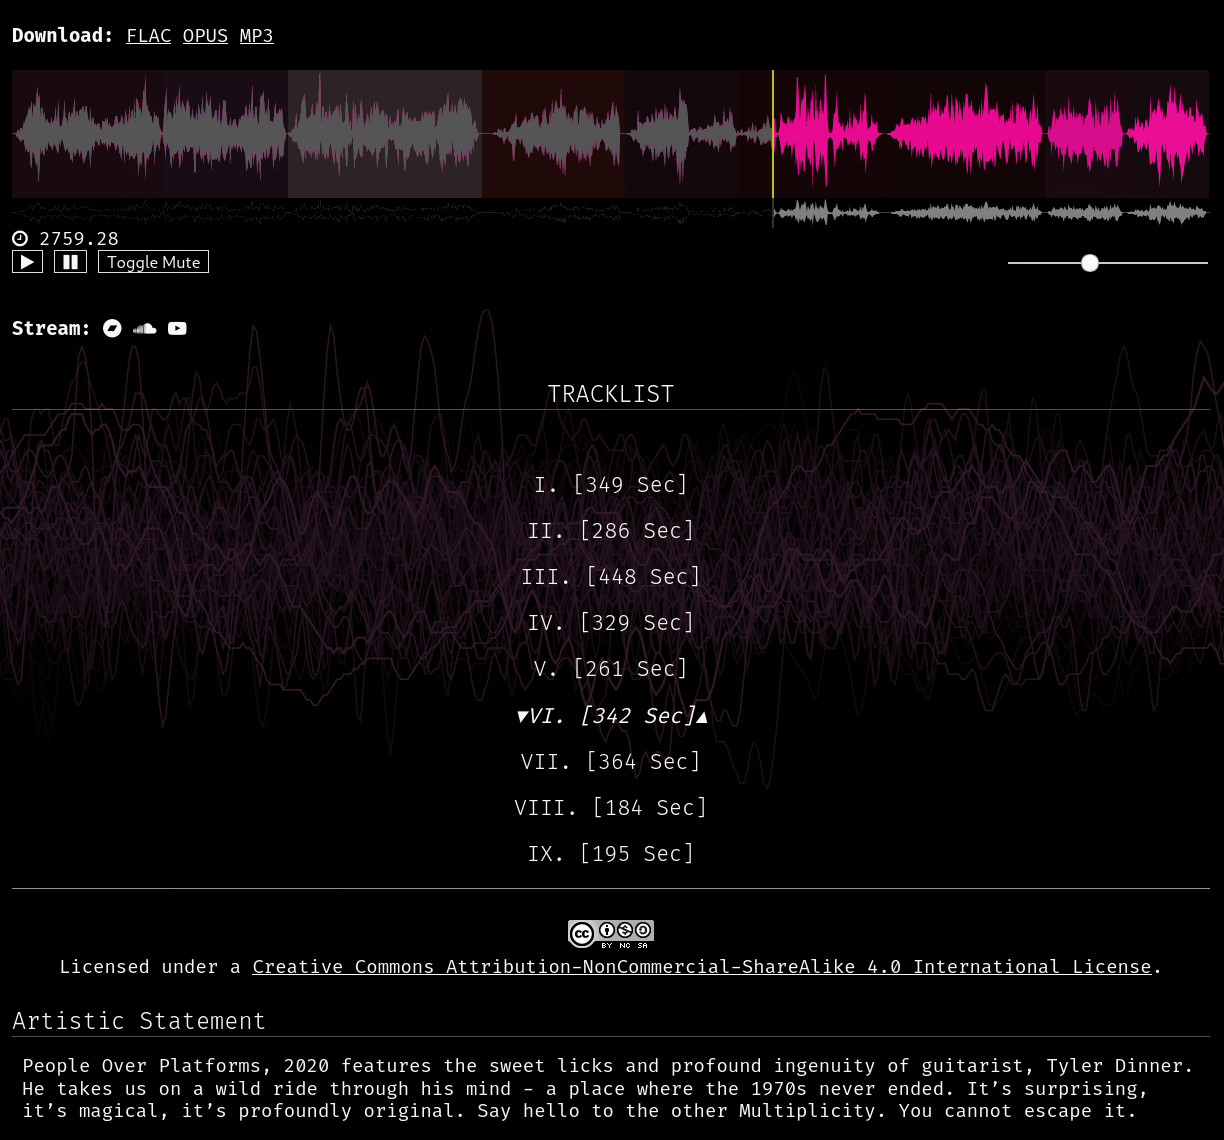 Download: FLAC OPUS MP3
2759.28
Toggle Mute
Stream:
TRACKLIST
I. [349 Sec]
II. [286 Sec]
III. [448 Sec]
IV. [329 Sec]
V. [261 Sec]
▼VI. [342 Sec]▲
VII. [364 Sec]
VIII. [184 Sec]
IX. [195 Sec]
cc BY NC SA
Licensed under a Creative Commons Attribution-NonCommercial-ShareAlike 4.0 International License.
Artistic Statement
People Over Platforms, 2020 features the sweet licks and profound ingenuity of guitarist, Tyler Dinner.
He takes us on a wild ride through his mind – a place where the 1970s never ended. It’s surprising,
it’s magical, it’s profoundly original. Say hello to the other Multiplicity. You cannot escape it.